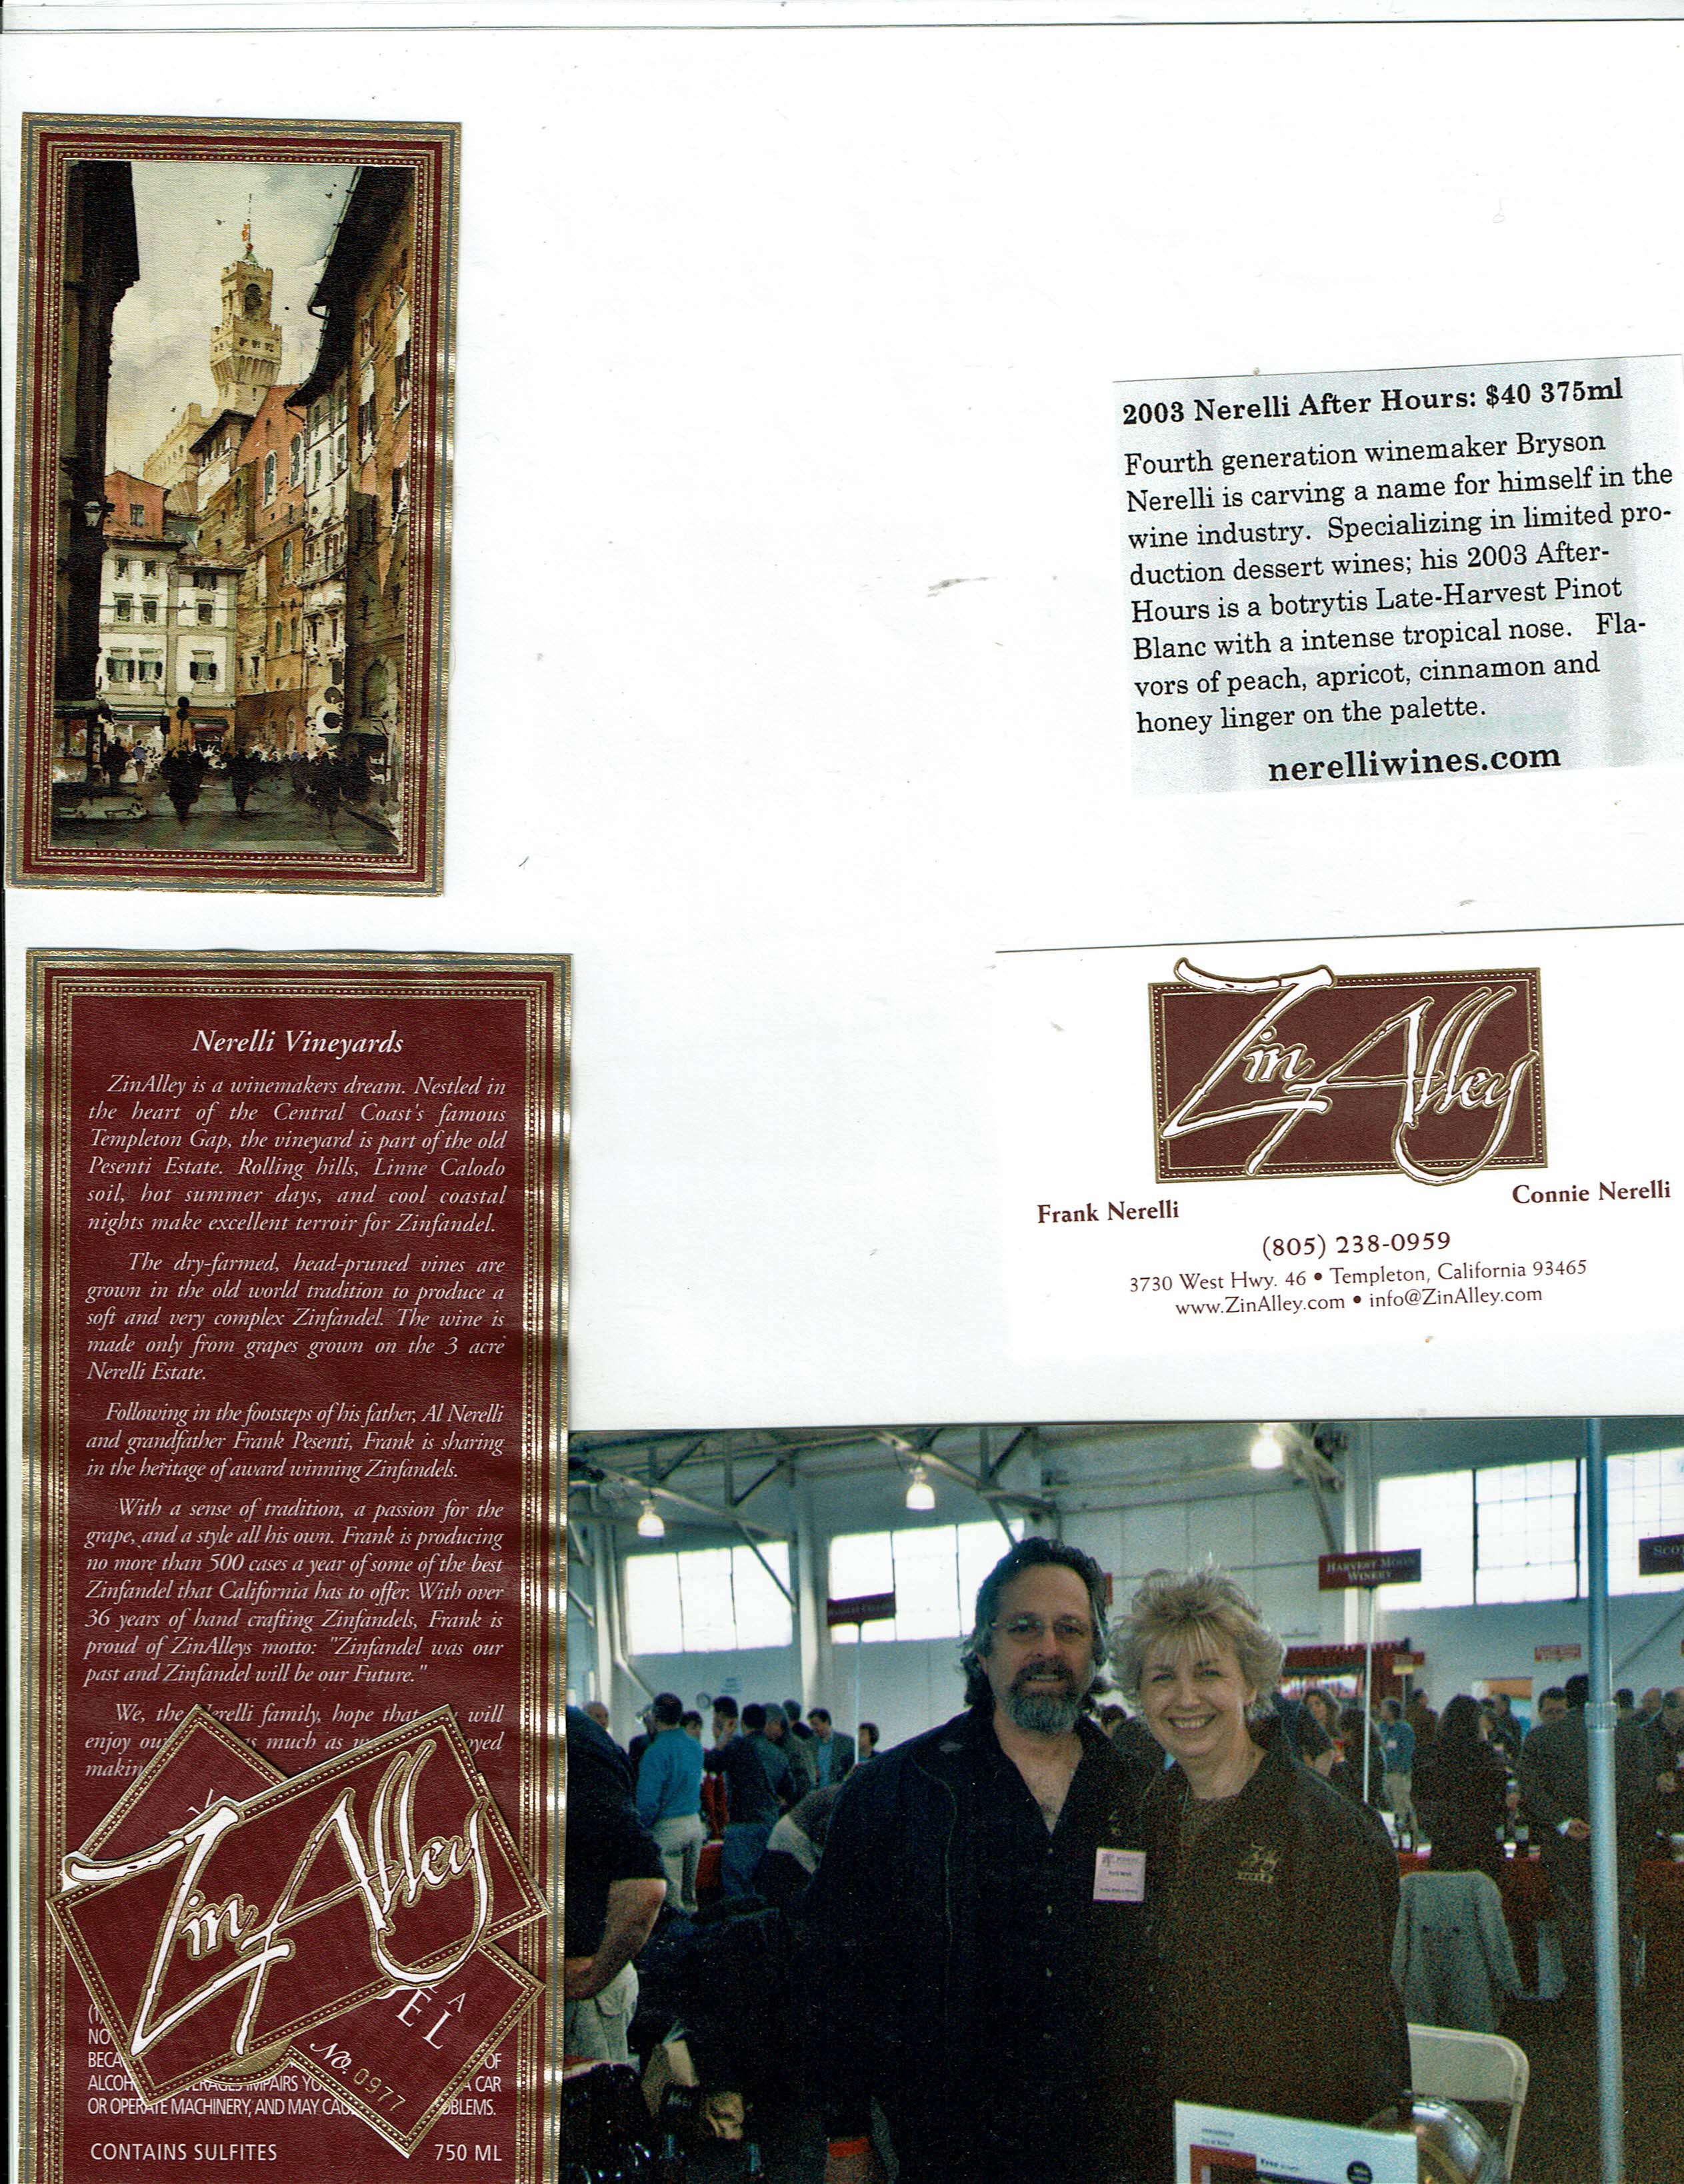 2003 Nerelli After Hours: $40 375ml
Fourth generation winemaker Bryson
Nerelli is carving a name for himself in the
wine industry. Specializing in limited pro-
duction dessert wines; his 2003 After-
Hours is a botrytis Late-Harvest Pinot
Blanc with a intense tropical nose. Fla-
vors of peach, apricot, cinnamon and
honey linger on the palette.
nerelliwines.com
Zin Alley
Frank Nerelli
Connie Nerelli
(805) 238-0959
3730 West Hwy. 46 • Templeton, California 93465
www.ZinAlley.com • info@ZinAlley.com
Nerelli Vineyards
ZinAlley is a winemakers dream. Nestled in
the heart of the Central Coast's famous
Templeton Gap, the vineyard is part of the old
Pesenti Estate. Rolling hills, Linne Calodo
soil, hot summer days, and cool coastal
nights make excellent terroir for Zinfandel.
The dry-farmed, head-pruned vines are
grown in the old world tradition to produce a
soft and very complex Zinfandel. The wine is
made only from grapes grown on the 3 acre
Nerelli Estate.
Following in the footsteps of his father, Al Nerelli
and grandfather Frank Pesenti, Frank is sharing
in the heritage of award winning Zinfandels.
With a sense of tradition, a passion for the
grape, and a style all his own. Frank is producing
no more than 500 cases a year of some of the best
Zinfandel that California has to offer. With over
36 years of hand crafting Zinfandels, Frank is
proud of ZinAlleys motto: "Zinfandel was our
past and Zinfandel will be our Future."
We, the Nerelli family, hope that will
enjoy our as much as
Zin Alley
No. 0977
OF
A CAR
OR OPERATE MACHINERY, AND MAY
CONTAINS SULFITES 750 ML
HARVEST MOON
WINERY